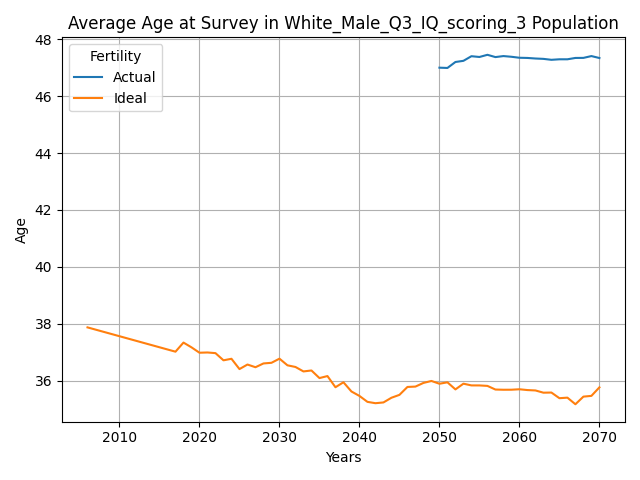 Average Age at Survey in White_Male_Q3_IQ_scoring_3 Population
Fertility
Actual
Ideal
48
46
44
42
40
38
36
Age
2010 2020 2030 2040 2050 2060 2070
Years